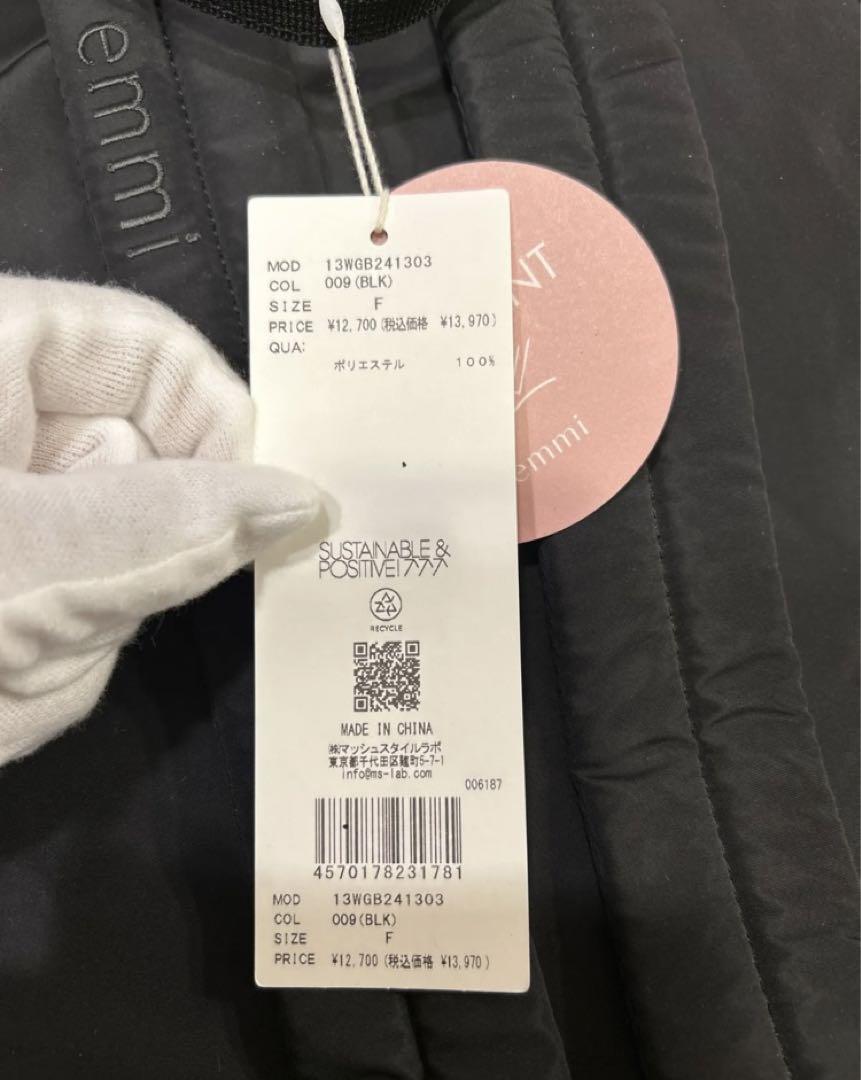 emmi
MOD 13WGB241303
COL 009(BLK)
SIZE F
PRICE ¥12,700(税込価格 ¥13,970)
QUA:
ポリエステル 100%
SUSTAINABLE &
POSITIVE!
RECYCLE
MADE IN CHINA
㈱マッシュスタイルラボ
東京都千代田区麹町5-7-1
info@ms-lab.com
006187
4570178231781
MOD 13WGB241303
COL 009(BLK)
SIZE F
PRICE ¥12,700(税込価格 ¥13,970)
emmi